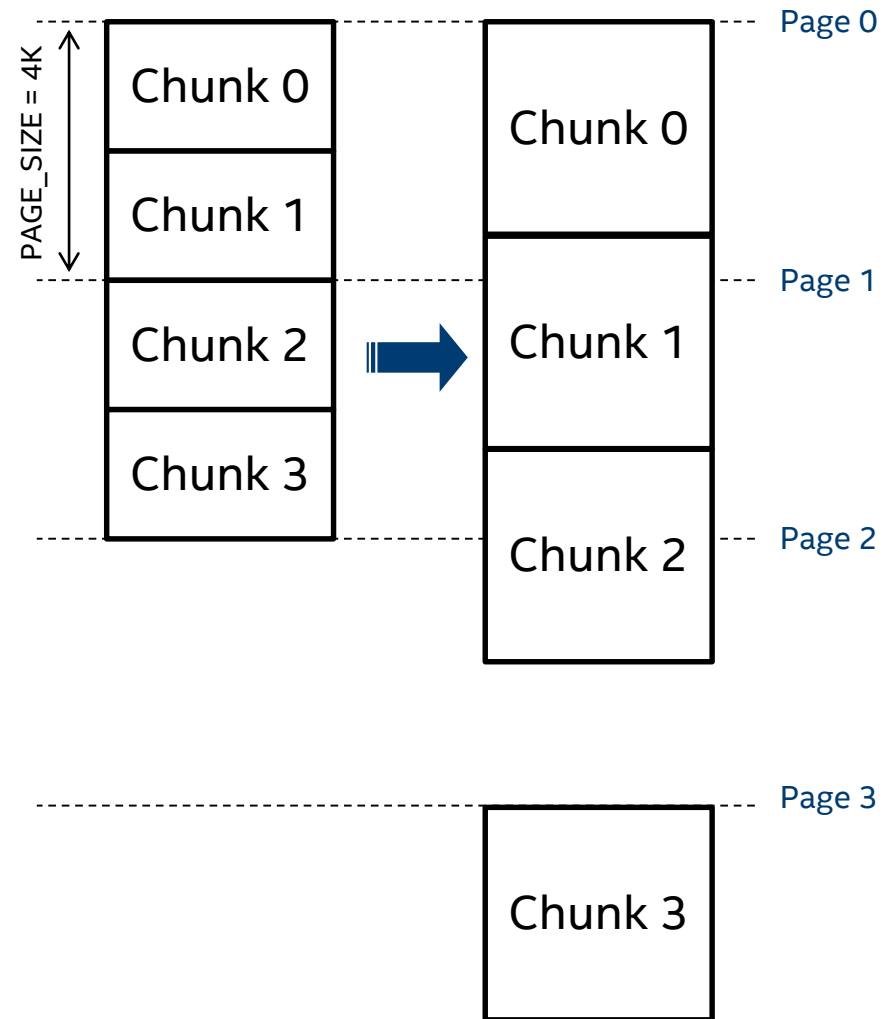 PAGE_SIZE = 4K
Chunk 0
Chunk 1
Chunk 2
Chunk 3
Chunk 0
Chunk 1
Chunk 2
Chunk 3
Page 0
Page 1
Page 2
Page 3